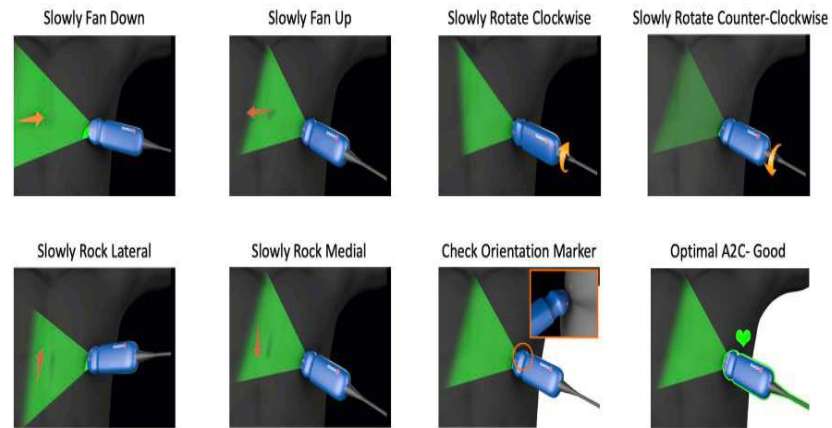 Slowly Fan Down
Slowly Fan Up
Slowly Rotate Clockwise
Slowly Rotate Counter-Clockwise
Slowly Rock Lateral
Slowly Rock Medial
Check Orientation Marker
Optimal A2C- Good